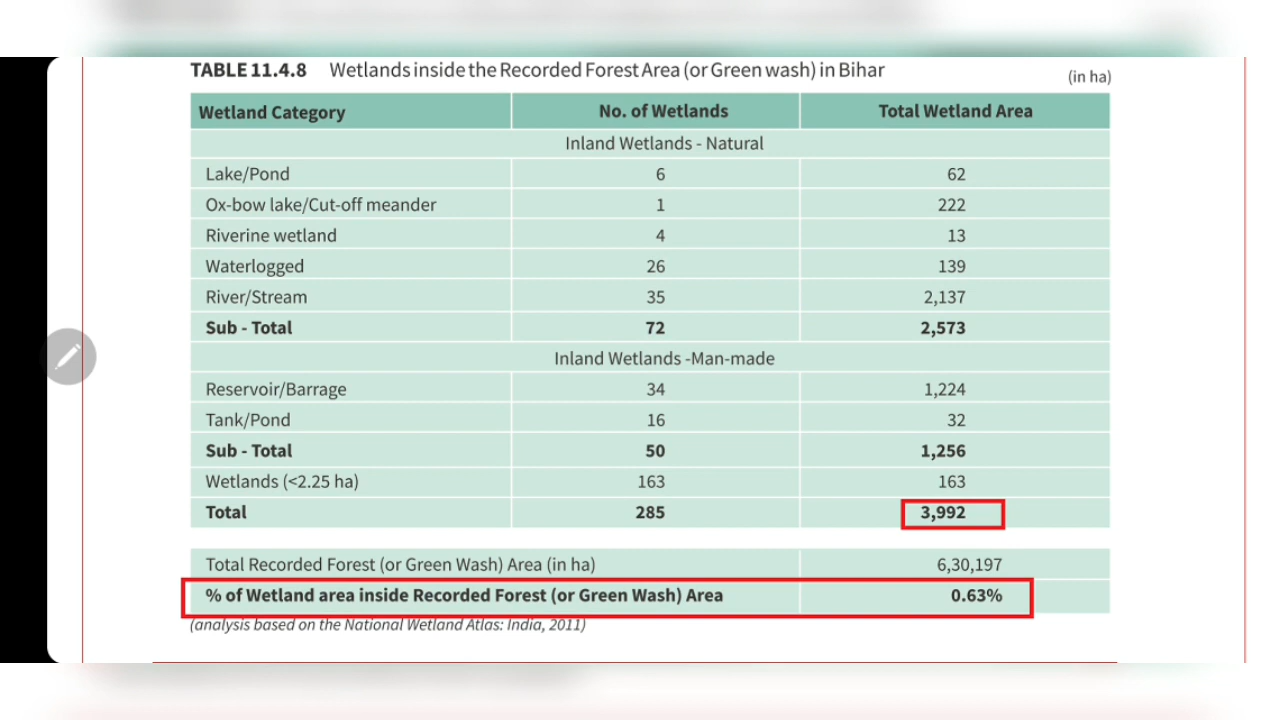 TABLE 11.4.8 Wetlands inside the Recorded Forest Area (or Green wash) in Bihar
(in ha)
Wetland Category No. of Wetlands Total Wetland Area
Inland Wetlands - Natural
Lake/Pond 6 62
Ox-bow lake/Cut-off meander 1 222
Riverine wetland 4 13
Waterlogged 26 139
River/Stream 35 2,137
Sub - Total 72 2,573
Inland Wetlands -Man-made
Reservoir/Barrage 34 1,224
Tank/Pond 16 32
Sub - Total 50 1,256
Wetlands (<2.25 ha) 163 163
Total 285 3,992
Total Recorded Forest (or Green Wash) Area (in ha) 6,30,197
% of Wetland area inside Recorded Forest (or Green Wash) Area 0.63%
(analysis based on the National Wetland Atlas: India, 2011)